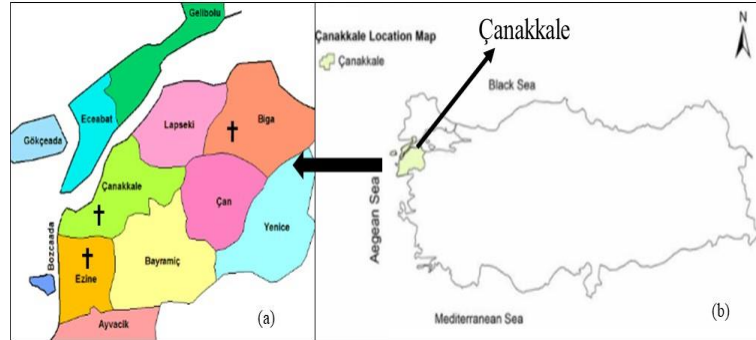 Gelibolu
Eceabat
Gökçeada
Lapseki
Biga
Çanakkale
Çan
Yenice
Bozcaada
Ezine
Bayramiç
Ayvacik
(a)
Çanakkale Location Map
Çanakkale
Çanakkale
N
Black Sea
Aegean Sea
Mediterranean Sea
(b)